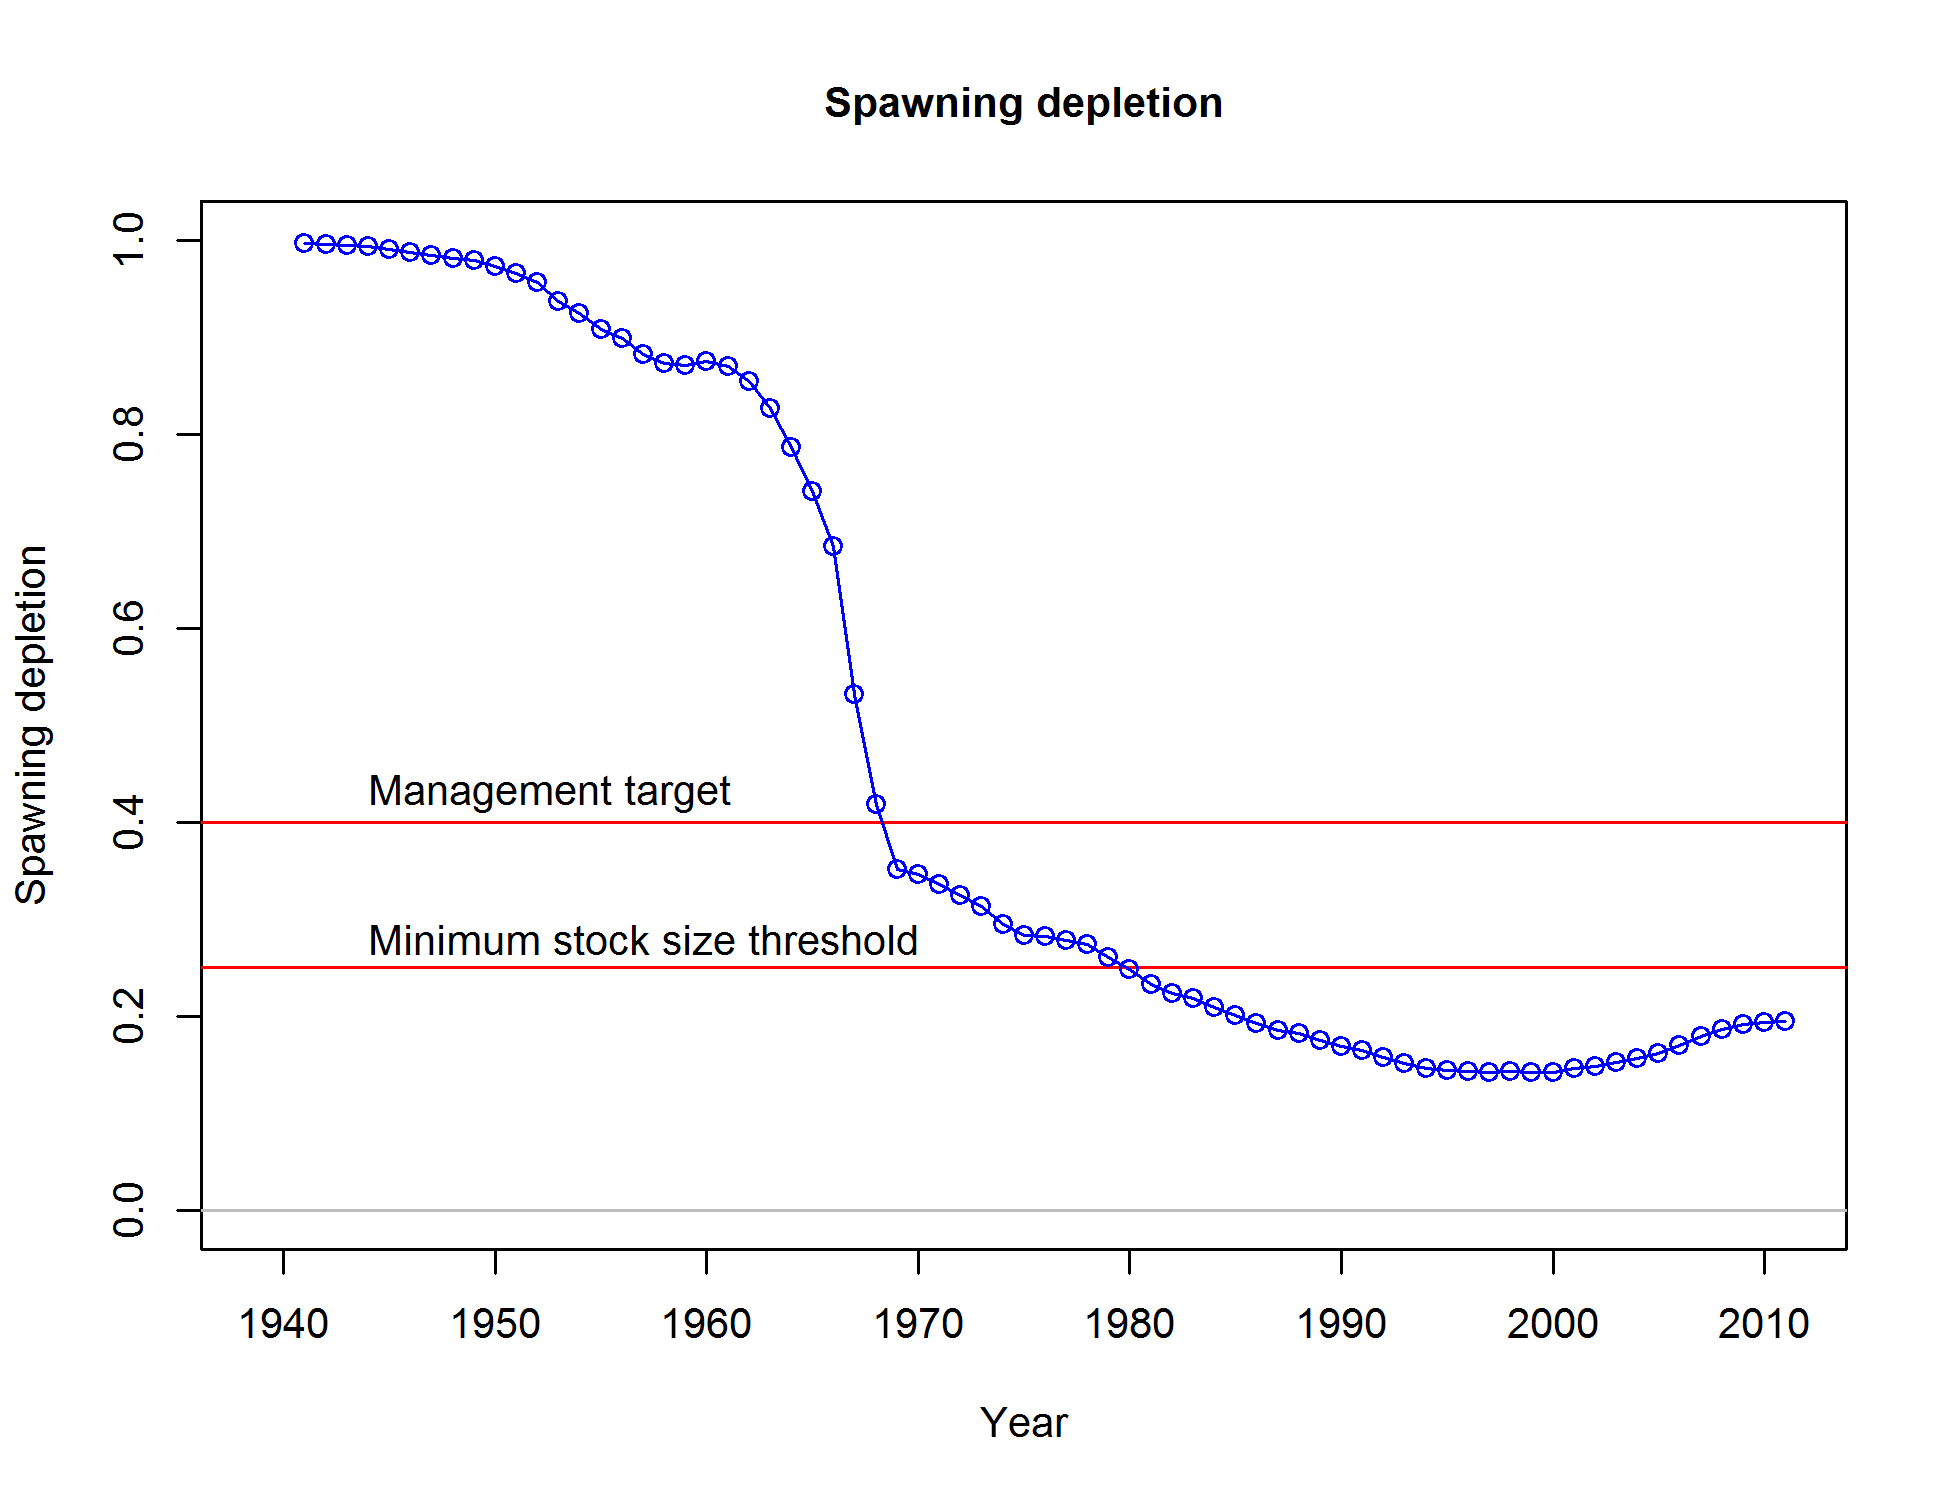 Spawning depletion
Spawning depletion
1.0
0.8
0.6
0.4
0.2
0.0
Management target
Minimum stock size threshold
1940 1950 1960 1970 1980 1990 2000 2010
Year